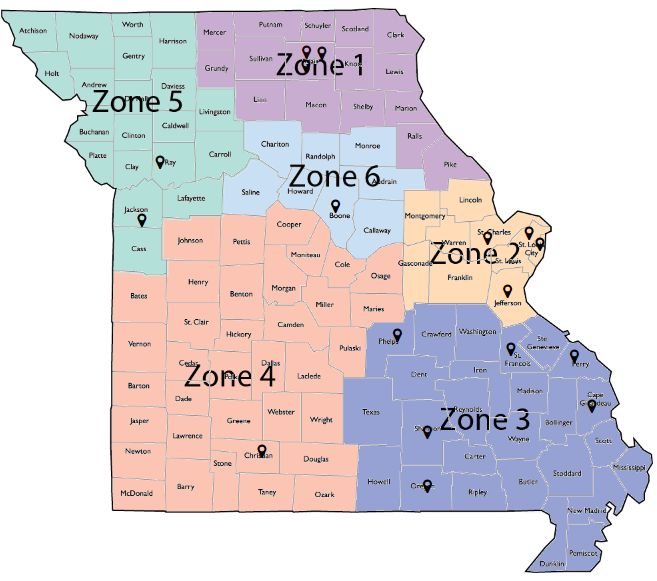 Atchison
Nodaway
Worth
Gentry
Harrison
Mercer
Putnam
Schuyler
Scotland
Clark
Holt
Andrew
Daviess
Grundy
Sullivan
Zone 1
Knox
Lewis
Zone 5
Livingston
Linn
Macon
Shelby
Marion
Buchanan
Clinton
Caldwell
Ralls
Platte
Clay
Ray
Carroll
Chariton
Randolph
Monroe
Pike
Zone 6
Saline
Howard
Audrain
Jackson
Lafayette
Boone
Callaway
Montgomery
Lincoln
Cass
Johnson
Pettis
Cooper
Moniteau
Cole
Osage
Gasconade
Warren
St. Charles
Zone 2
St. Louis
City
Franklin
Jefferson
Bates
Henry
Benton
Morgan
Miller
Maries
St. Clair
Hickory
Camden
Pulaski
Phelps
Crawford
Washington
Ste.
Genevieve
St.
Francois
Perry
Vernon
Cedar
Zone 4
Dallas
Laclede
Dent
Iron
Madison
Cape
Barton
Dade
Texas
Reynolds
Zone 3
Bollinger
Jasper
Lawrence
Greene
Webster
Wright
Wayne
Scott
Newton
Christian
Stone
Douglas
Carter
Stoddard
Mississippi
McDonald
Barry
Taney
Ozark
Howell
Ripley
Butler
New Madrid
Dunklin
Pemiscot